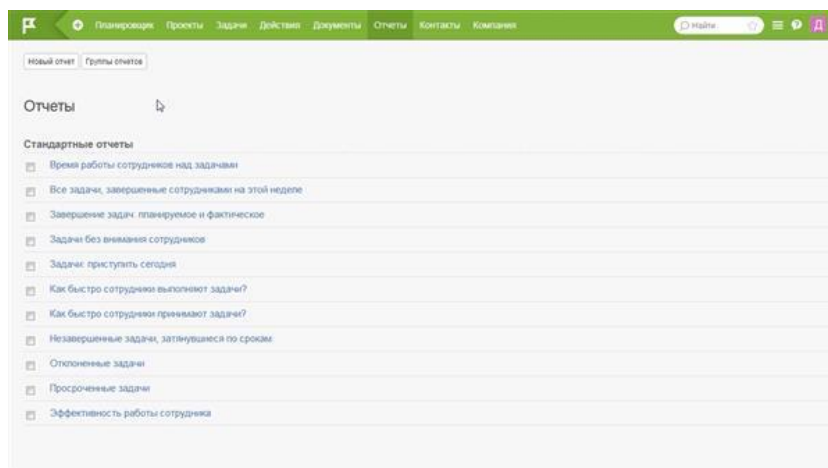 Планировщик Проекты Задачи Действия Документы Отчеты Контакты Компания Найти Д
Новый отчет Группы отчетов
Отчеты
Стандартные отчеты
Время работы сотрудников над задачами
Все задачи, завершенные сотрудниками на этой неделе
Завершение задач: планируемое и фактическое
Задачи без внимания сотрудников
Задачи: приступить сегодня
Как быстро сотрудники выполняют задачи?
Как быстро сотрудники принимают задачи?
Незавершенные задачи, затянувшиеся по срокам
Отклоненные задачи
Просроченные задачи
Эффективность работы сотрудника